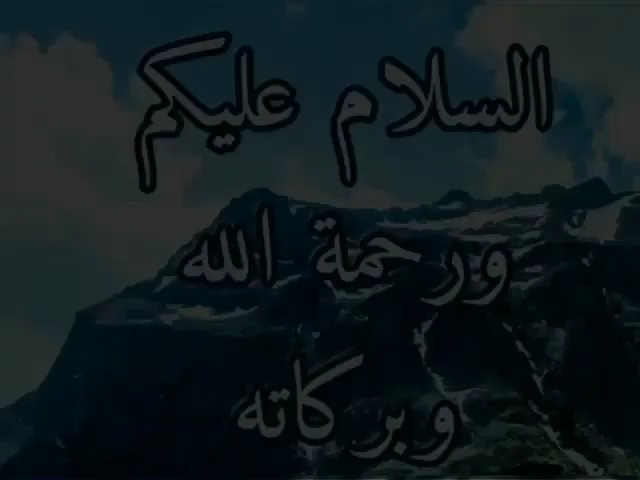 السلام عليكم
ورحمة الله
وبركاته